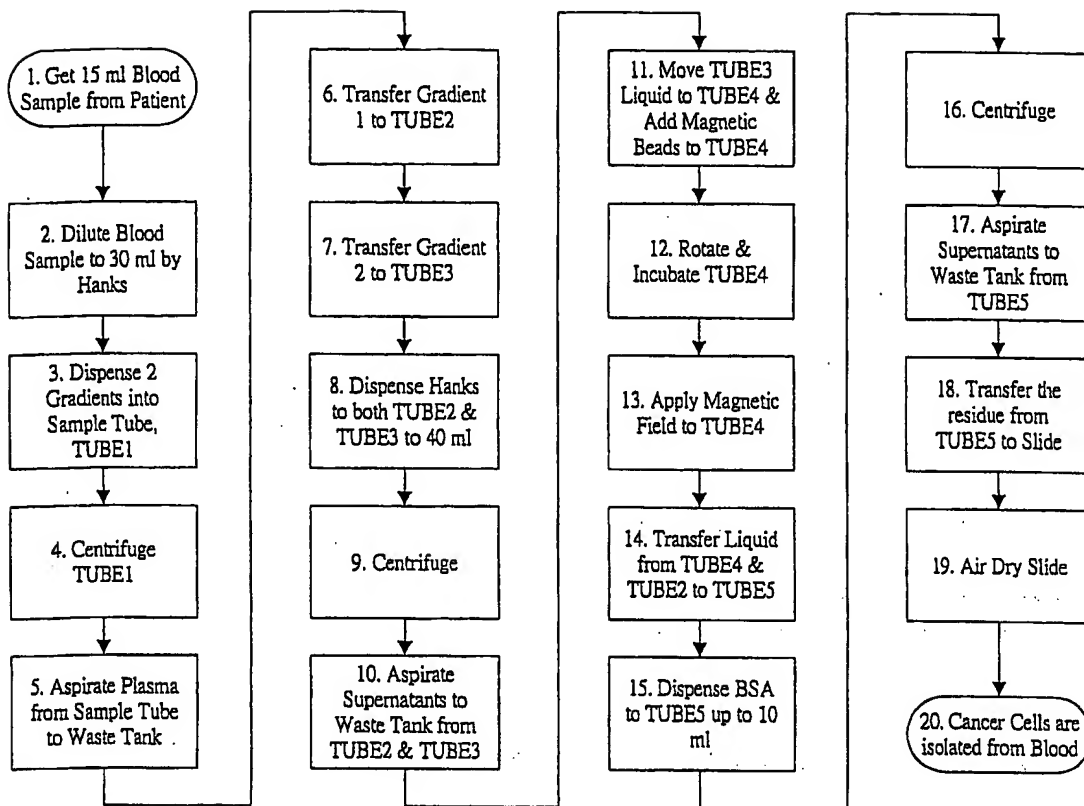 1. Get 15 ml Blood
Sample from Patient
2. Dilute Blood
Sample to 30 ml by
Hanks
3. Dispense 2
Gradients into
Sample Tube,
TUBE1
4. Centrifuge
TUBE1
5. Aspirate Plasma
from Sample Tube
to Waste Tank
6. Transfer Gradient
1 to TUBE2
7. Transfer Gradient
2 to TUBE3
8. Dispense Hanks
to both TUBE2 &
TUBE3 to 40 ml
9. Centrifuge
10. Aspirate
Supernatants to
Waste Tank from
TUBE2 & TUBE3
11. Move TUBE3
Liquid to TUBE4 &
Add Magnetic
Beads to TUBE4
12. Rotate &
Incubate TUBE4
13. Apply Magnetic
Field to TUBE4
14. Transfer Liquid
from TUBE4 &
TUBE2 to TUBE5
15. Dispense BSA
to TUBE5 up to 10
ml
16. Centrifuge
17. Aspirate
Supernatants to
Waste Tank from
TUBE5
18. Transfer the
residue from
TUBE5 to Slide
19. Air Dry Slide
20. Cancer Cells are
isolated from Blood